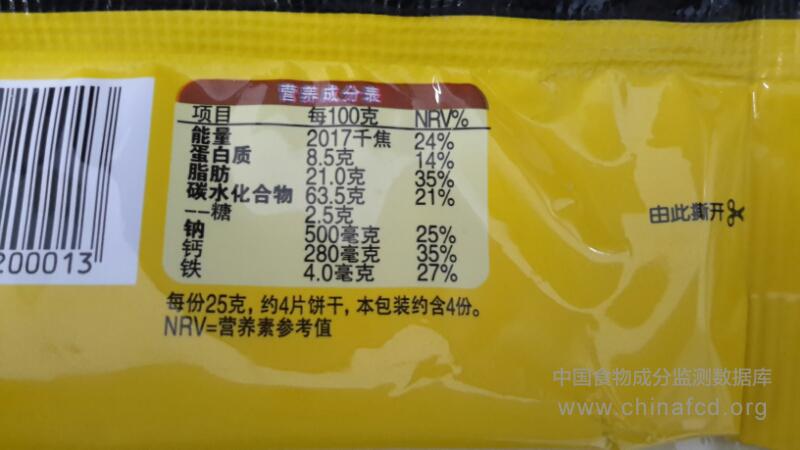 营养成分表
项目 每100克 NRV%
能量 2017千焦 24%
蛋白质 8.5克 14%
脂肪 21.0克 35%
碳水化合物 63.5克 21%
--糖 2.5克
钠 500毫克 25%
钙 280毫克 35%
铁 4.0毫克 27%
每份25克，约4片饼干，本包装约含4份。
NRV=营养素参考值
200013
由此撕开
中国食物成分监测数据库
www.chinafcd.org